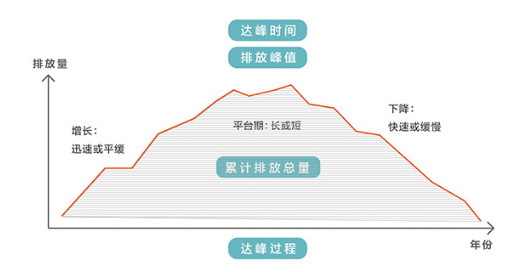 达峰时间
排放峰值
排放量
增长：
迅速或平缓
平台期：长或短
下降：
快速或缓慢
累计排放总量
年份
达峰过程